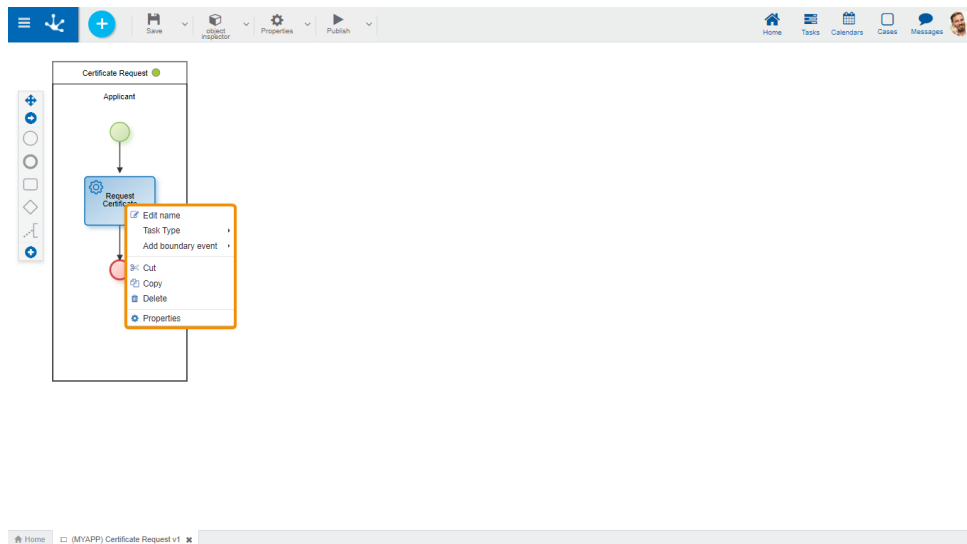 Save
object
inspector
Properties
Publish
Home
Tasks
Calendars
Cases
Messages
Certificate Request
Applicant
Request
Certificate
Edit name
Task Type
Add boundary event
Cut
Copy
Delete
Properties
Home
(MYAPP) Certificate Request v1